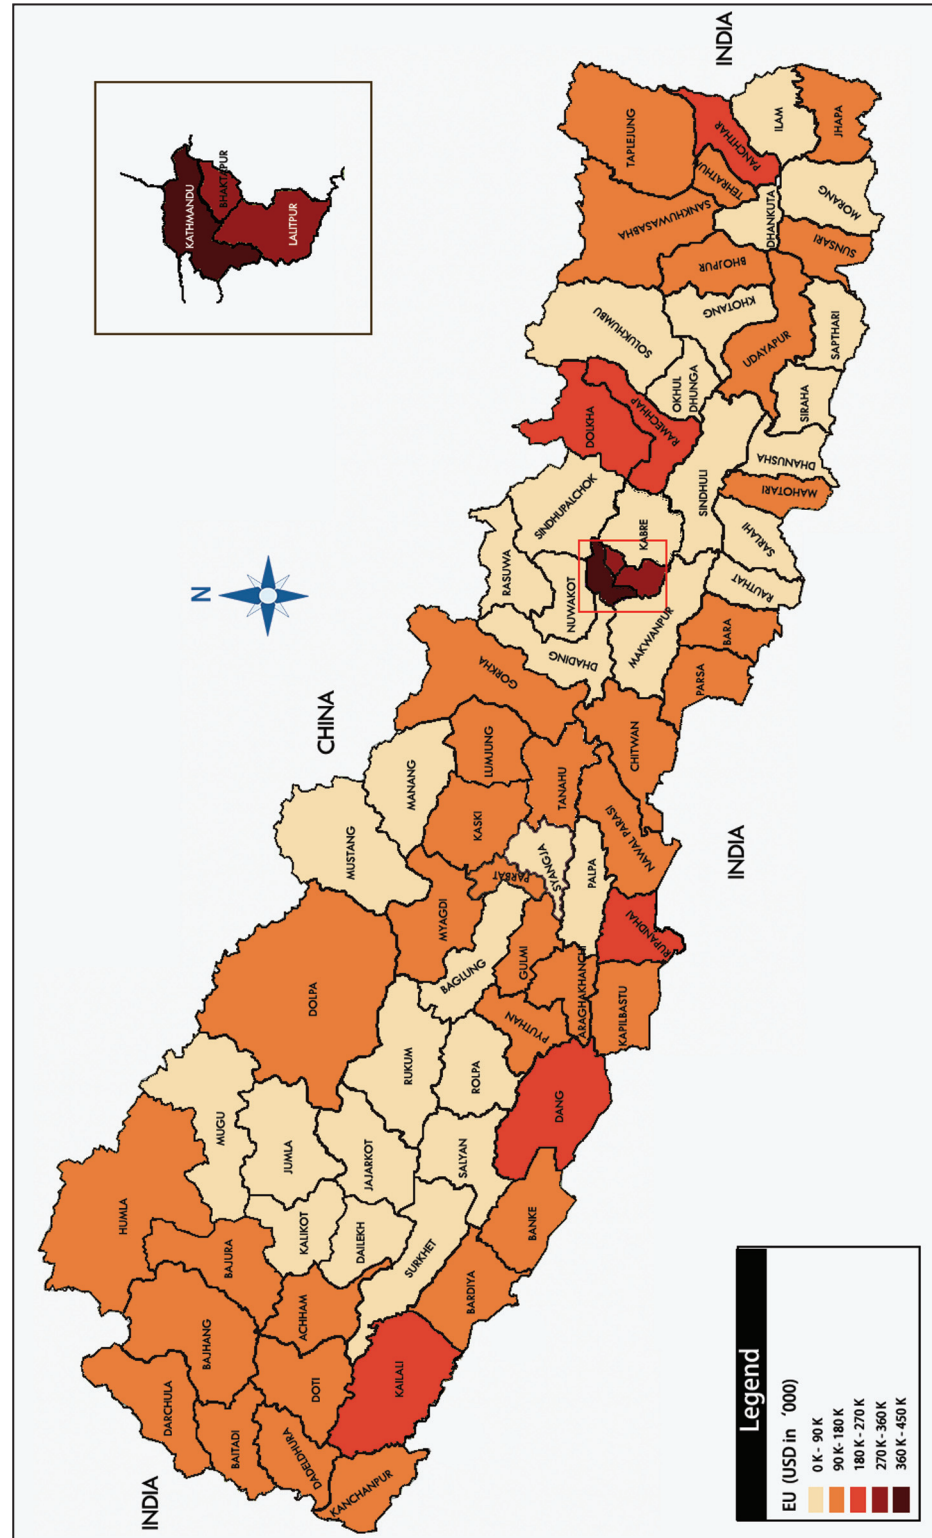 INDIA
CHINA
INDIA
INDIA
N
DARCHULA
BAITADI
DADELDHURA
KANCHANPUR
BAJHANG
DOTI
KAILALI
HUMLA
BAJURA
ACHHAM
BARDIYA
MUGU
KALIKOT
DAILEKH
SURKHET
BANKE
JUMLA
JAJARKOT
SALYAN
DANG
DOLPA
RUKUM
ROLPA
PYUTHAN
ARAGHAKHANCHI
KAPILBASTU
MUSTANG
MYAGDI
BAGLUNG
GULMI
PARBAT
SYANGJA
PALPA
RUPANDHAI
MANANG
KASKI
LUMJUNG
TANAHU
NAWAL PARASI
GORKHA
CHITWAN
DHADING
MAKWANPUR
PARSA
BARA
RAUTHAT
RASUWA
NUWAKOT
SINDHUPALCHOK
KABRE
SINDHULI
SARLAHI
MAHOTARI
DHANUSHA
DOLKHA
RAMECHHAP
SIRAHA
SOLUKHUMBU
OKHUL
DHUNGA
KHOTANG
UDAYAPUR
SAPTHARI
SANKHUWASABHA
BHOJPUR
DHANKUTA
SUNSARI
MORANG
TAPLEJUNG
TEHRATHUM
PANCHTHAR
ILAM
JHAPA
KATHMANDU
BHAKTAPUR
LALITPUR
Legend
EU (USD in '000)
0 K - 90 K
90 K- 180 K
180 K - 270 K
270 K - 360 K
360 K - 450 K